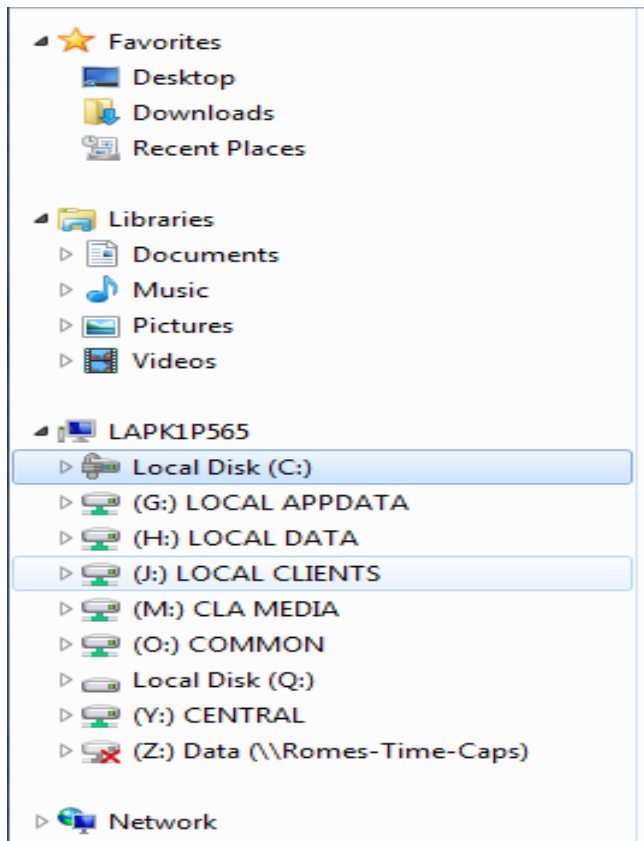 Favorites
Desktop
Downloads
Recent Places
Libraries
Documents
Music
Pictures
Videos
LAPK1P565
Local Disk (C:)
(G:) LOCAL APPDATA
(H:) LOCAL DATA
(J:) LOCAL CLIENTS
(M:) CLA MEDIA
(O:) COMMON
Local Disk (Q:)
(Y:) CENTRAL
(Z:) Data (\\Romes-Time-Caps)
Network